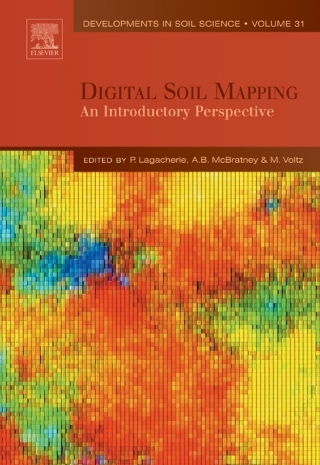 DEVELOPMENTS IN SOIL SCIENCE • VOLUME 31
ELSEVIER
DIGITAL SOIL MAPPING
An Introductory Perspective
EDITED BY P. Lagacherie, A.B. McBratney & M. Voltz